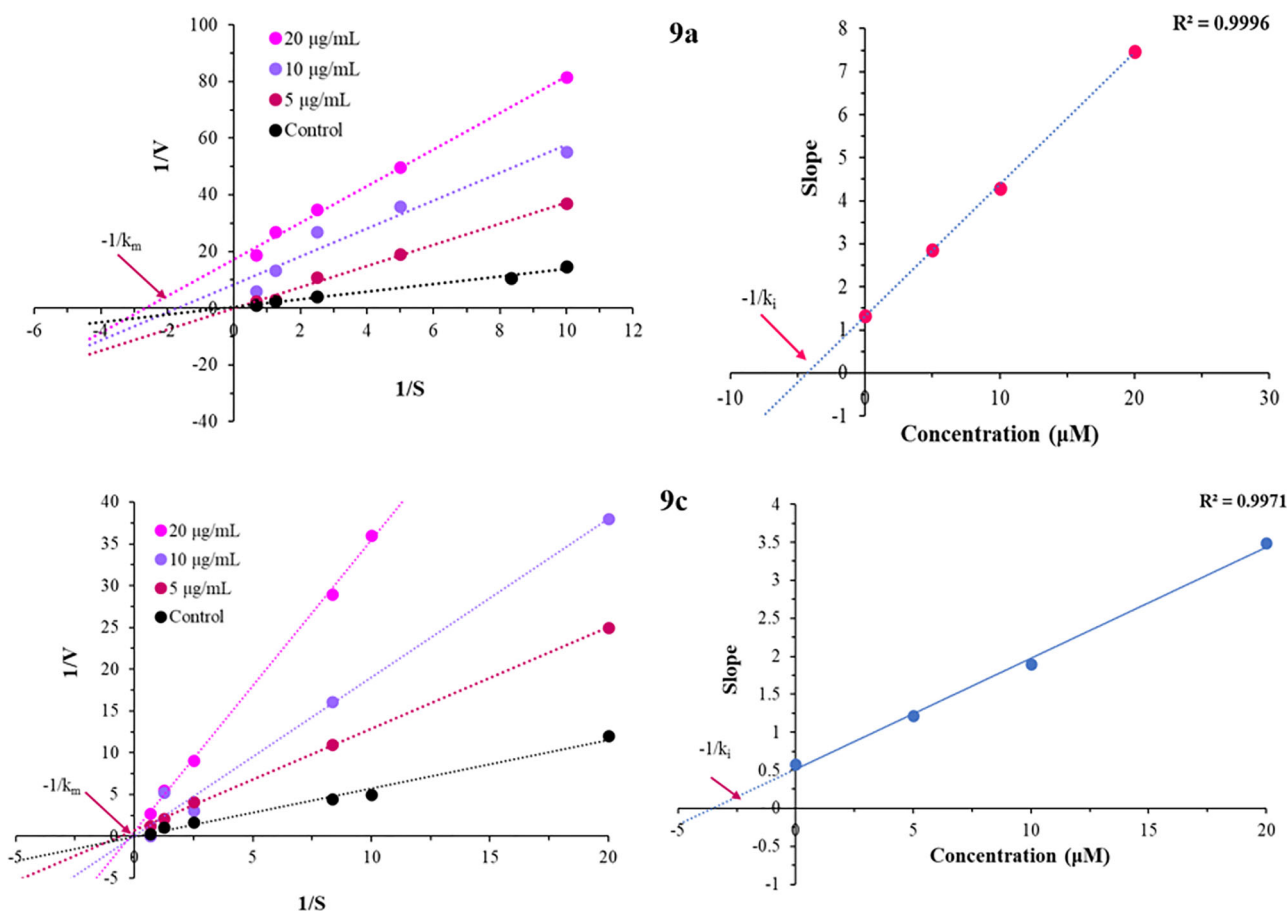 100
80
60
40
20
0
-20
-40
-6
-4
-2
0
2
4
6
8
10
12
1/V
1/S
20 µg/mL
10 µg/mL
5 µg/mL
Control
-1/km
9a
R² = 0.9996
8
7
6
5
4
3
2
1
0
-1
-10
0
10
20
30
Slope
Concentration (µM)
-1/ki
40
35
30
25
20
15
10
5
0
-5
-5
0
5
10
15
20
1/V
1/S
20 µg/mL
10 µg/mL
5 µg/mL
Control
-1/km
9c
R² = 0.9971
4
3.5
3
2.5
2
1.5
1
0.5
0
-0.5
-1
-5
0
5
10
15
20
Slope
Concentration (µM)
-1/ki